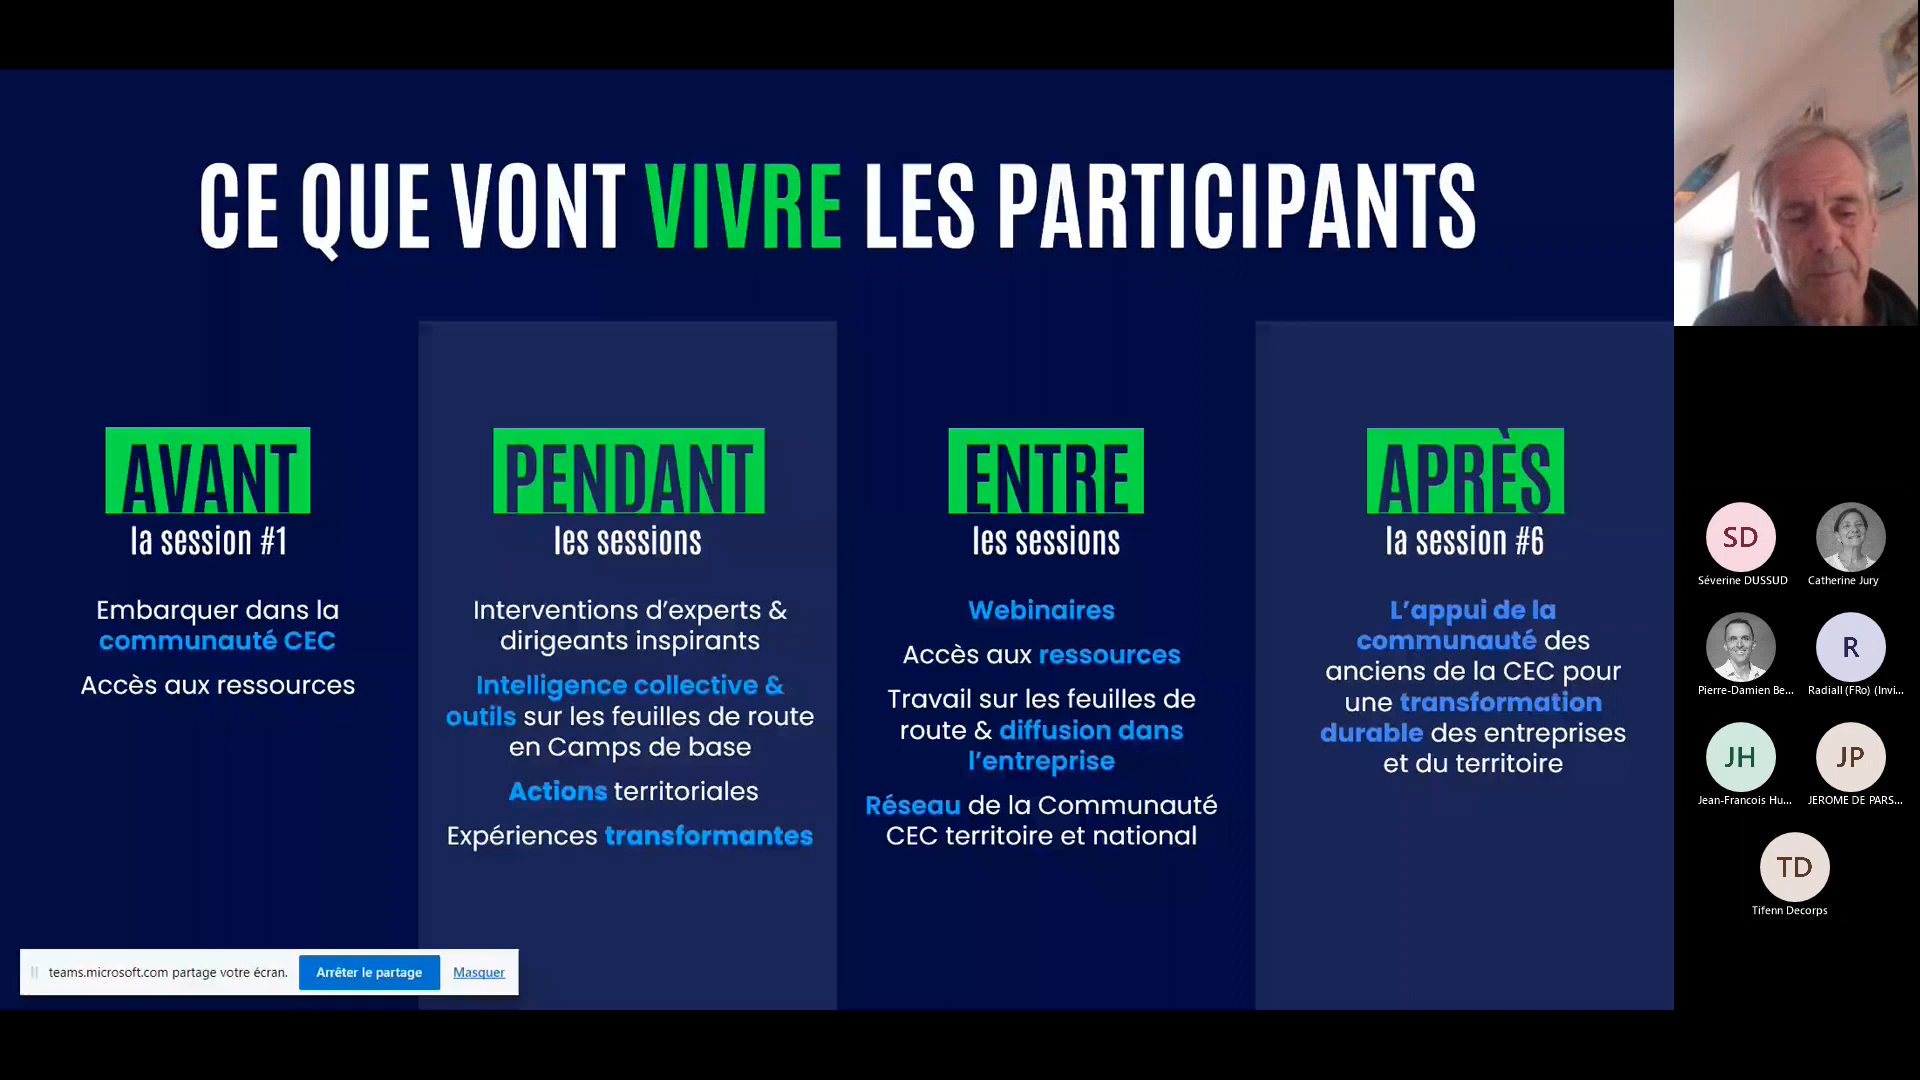 CE QUE VONT VIVRE LES PARTICIPANTS
AVANT
la session #1
Embarquer dans la
communauté CEC
Accès aux ressources
PENDANT
les sessions
Interventions d’experts &
dirigeants inspirants
Intelligence collective &
outils sur les feuilles de route
en Camps de base
Actions territoriales
Expériences transformantes
ENTRE
les sessions
Webinaires
Accès aux ressources
Travail sur les feuilles de
route & diffusion dans
l’entreprise
Réseau de la Communauté
CEC territoire et national
APRÈS
la session #6
L’appui de la
communauté des
anciens de la CEC pour
une transformation
durable des entreprises
et du territoire
teams.microsoft.com partage votre écran.
Arrêter le partage
Masquer
SD
Séverine DUSSUD
Catherine Jury
Pierre-Damien Be...
R
Radiall (FRo) (Invi...
JH
Jean-Francois Hu...
JP
JEROME DE PARS...
TD
Tifenn Decorps